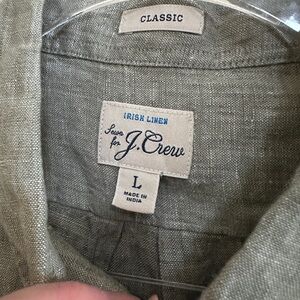 CLASSIC
IRISH LINEN
Sewn
for J.Crew
L
MADE IN
INDIA